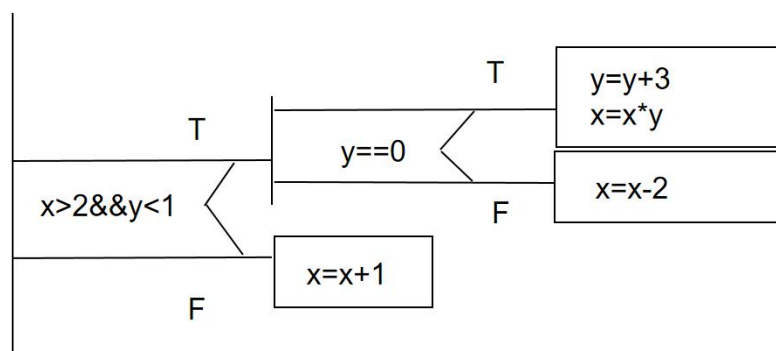 T
y=y+3
x=x*y
T
y==0
x=x-2
x>2&&y<1
F
x=x+1
F